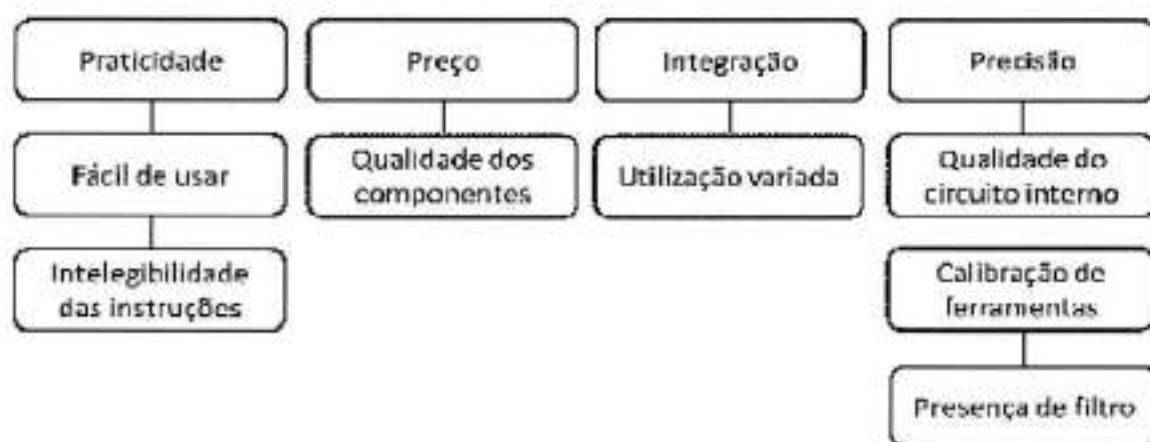 Praticidade
Preço
Integração
Precisão
Fácil de usar
Qualidade dos
componentes
Utilização variada
Qualidade do
circuito interno
Intelegibilidade
das instruções
Calibração de
ferramentas
Presença de filtro